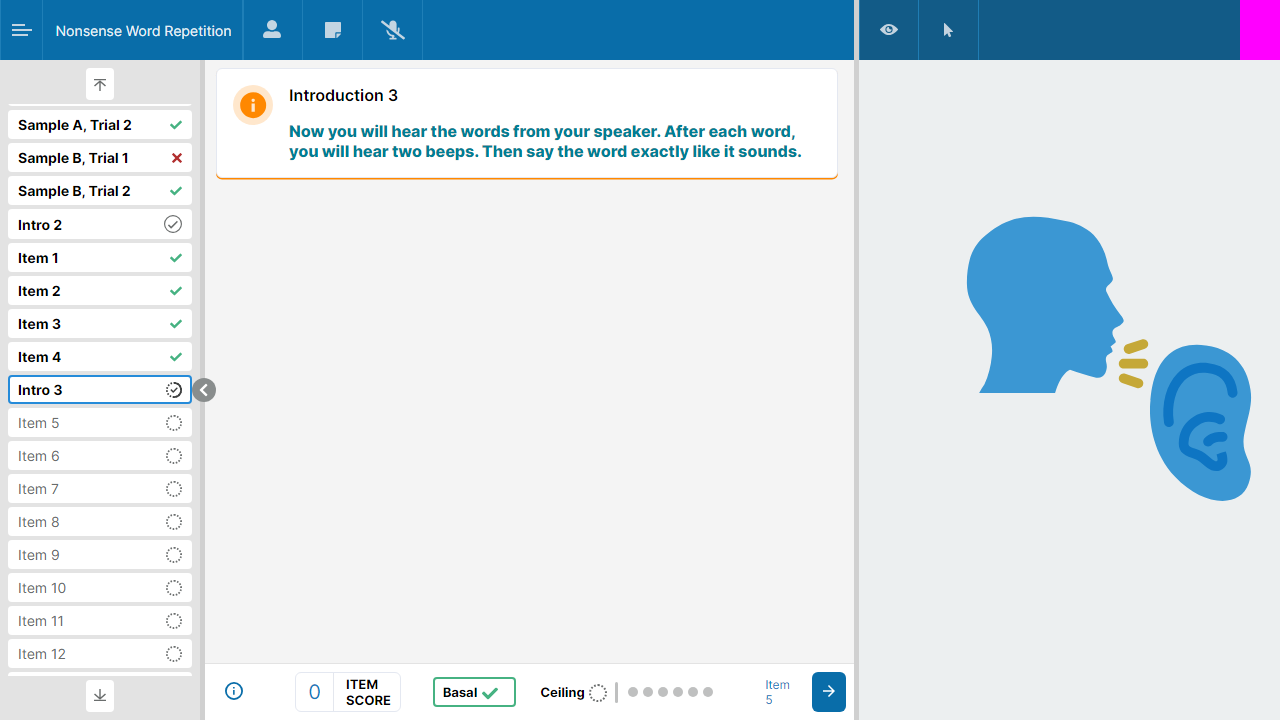 Nonsense Word Repetition
Sample A, Trial 2
Sample B, Trial 1
Sample B, Trial 2
Intro 2
Item 1
Item 2
Item 3
Item 4
Intro 3
Item 5
Item 6
Item 7
Item 8
Item 9
Item 10
Item 11
Item 12
Introduction 3
Now you will hear the words from your speaker. After each word,
you will hear two beeps. Then say the word exactly like it sounds.
0
ITEM
SCORE
Basal
Ceiling
Item
5